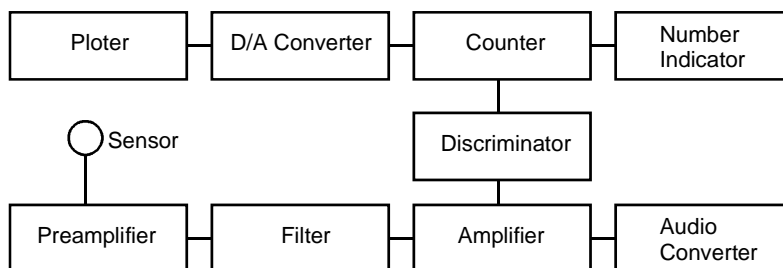 Ploter
D/A Converter
Counter
Number
Indicator
Sensor
Discriminator
Preamplifier
Filter
Amplifier
Audio
Converter